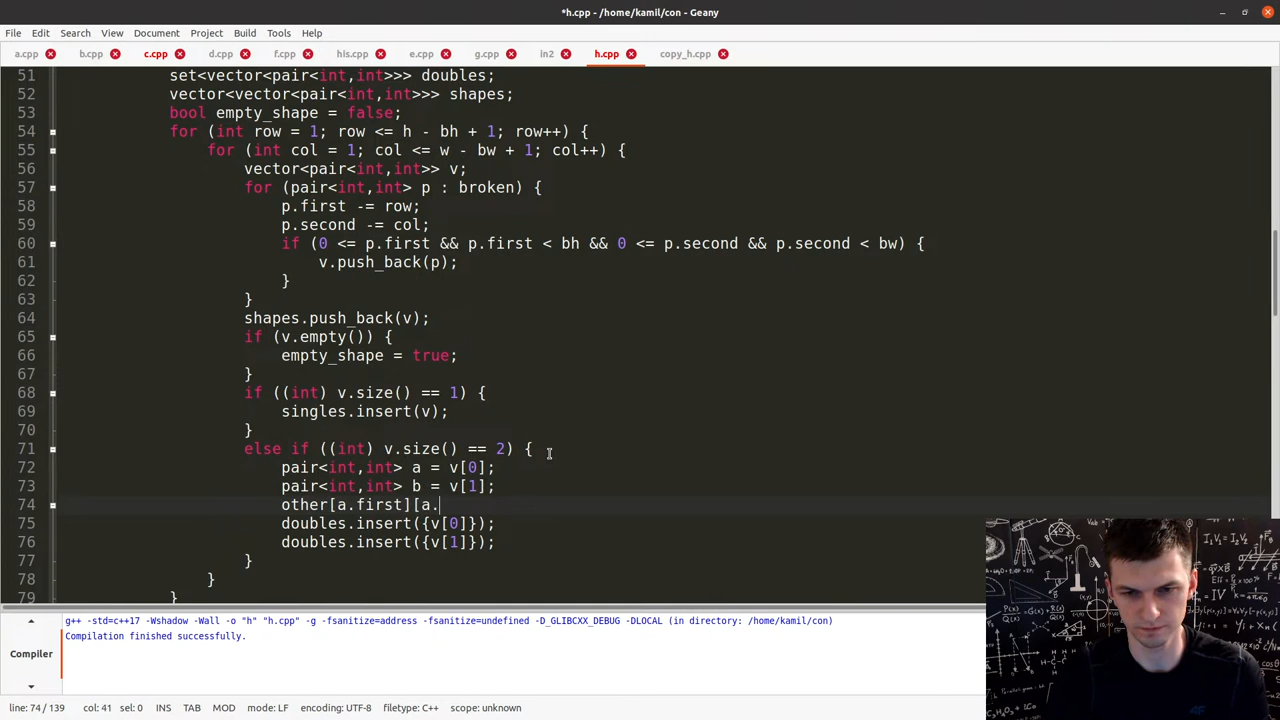 *h.cpp - /home/kamil/con - Geany
File Edit Search View Document Project Build Tools Help
a.cpp b.cpp c.cpp d.cpp f.cpp his.cpp e.cpp g.cpp in2 h.cpp copy_h.cpp
51 set<vector<pair<int,int>>> doubles;
52 vector<vector<pair<int,int>>> shapes;
53 bool empty_shape = false;
54 for (int row = 1; row <= h - bh + 1; row++) {
55 for (int col = 1; col <= w - bw + 1; col++) {
56 vector<pair<int,int>> v;
57 for (pair<int,int> p : broken) {
58 p.first -= row;
59 p.second -= col;
60 if (0 <= p.first && p.first < bh && 0 <= p.second && p.second < bw) {
61 v.push_back(p);
62 }
63 }
64 shapes.push_back(v);
65 if (v.empty()) {
66 empty_shape = true;
67 }
68 if ((int) v.size() == 1) {
69 singles.insert(v);
70 }
71 else if ((int) v.size() == 2) {
72 pair<int,int> a = v[0];
73 pair<int,int> b = v[1];
74 other[a.first][a.
75 doubles.insert({v[0]});
76 doubles.insert({v[1]});
77 }
78 }
79 }
g++ -std=c++17 -Wshadow -Wall -o "h" "h.cpp" -g -fsanitize=address -fsanitize=undefined -D_GLIBCXX_DEBUG -DLOCAL (in directory: /home/kamil/con)
Compilation finished successfully.
Compiler
line: 74 / 139 col: 41 sel: 0 INS TAB MOD mode: LF encoding: UTF-8 filetype: C++ scope: unknown